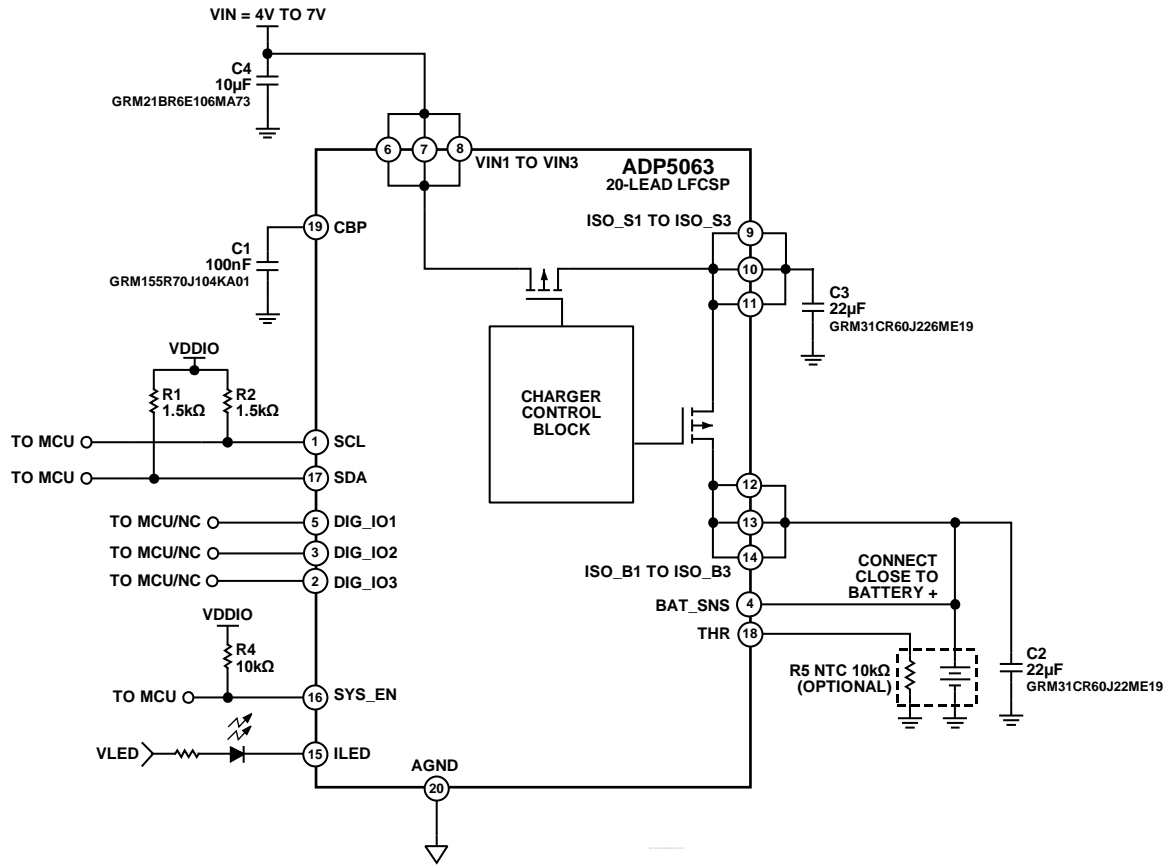 VIN = 4V TO 7V
C4
10µF
GRM21BR6E106MA73
6
7
8
VIN1 TO VIN3
ADP5063
20-LEAD LFCSP
19
CBP
C1
100nF
GRM155R70J104KA01
ISO_S1 TO ISO_S3
9
10
11
C3
22µF
GRM31CR60J226ME19
VDDIO
R1
1.5kΩ
R2
1.5kΩ
CHARGER
CONTROL
BLOCK
TO MCU
1
SCL
TO MCU
17
SDA
TO MCU/NC
5
DIG_IO1
TO MCU/NC
3
DIG_IO2
TO MCU/NC
2
DIG_IO3
12
13
14
ISO_B1 TO ISO_B3
CONNECT
CLOSE TO
BATTERY +
BAT_SNS
4
THR
18
VDDIO
R4
10kΩ
R5 NTC 10kΩ
(OPTIONAL)
C2
22µF
GRM31CR60J22ME19
TO MCU
16
SYS_EN
VLED
15
ILED
AGND
20